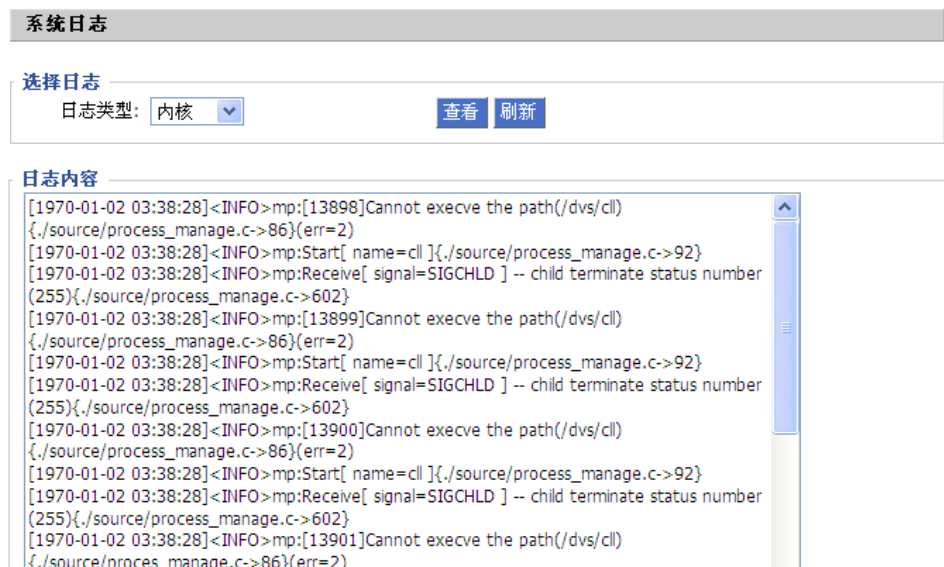 系统日志
选择日志
日志类型: 内核 查看 刷新
日志内容
[1970-01-02 03:38:28]<INFO>mp:[13898]Cannot execve the path(/dvs/cll)
{./source/process_manage.c->86}(err=2)
[1970-01-02 03:38:28]<INFO>mp:Start[ name=cll ]{./source/process_manage.c->92}
[1970-01-02 03:38:28]<INFO>mp:Receive[ signal=SIGCHLD ] -- child terminate status number
(255){./source/process_manage.c->602}
[1970-01-02 03:38:28]<INFO>mp:[13899]Cannot execve the path(/dvs/cll)
{./source/process_manage.c->86}(err=2)
[1970-01-02 03:38:28]<INFO>mp:Start[ name=cll ]{./source/process_manage.c->92}
[1970-01-02 03:38:28]<INFO>mp:Receive[ signal=SIGCHLD ] -- child terminate status number
(255){./source/process_manage.c->602}
[1970-01-02 03:38:28]<INFO>mp:[13900]Cannot execve the path(/dvs/cll)
{./source/process_manage.c->86}(err=2)
[1970-01-02 03:38:28]<INFO>mp:Start[ name=cll ]{./source/process_manage.c->92}
[1970-01-02 03:38:28]<INFO>mp:Receive[ signal=SIGCHLD ] -- child terminate status number
(255){./source/process_manage.c->602}
[1970-01-02 03:38:28]<INFO>mp:[13901]Cannot execve the path(/dvs/cll)
{./source/proces_manage.c->86}(err=2)